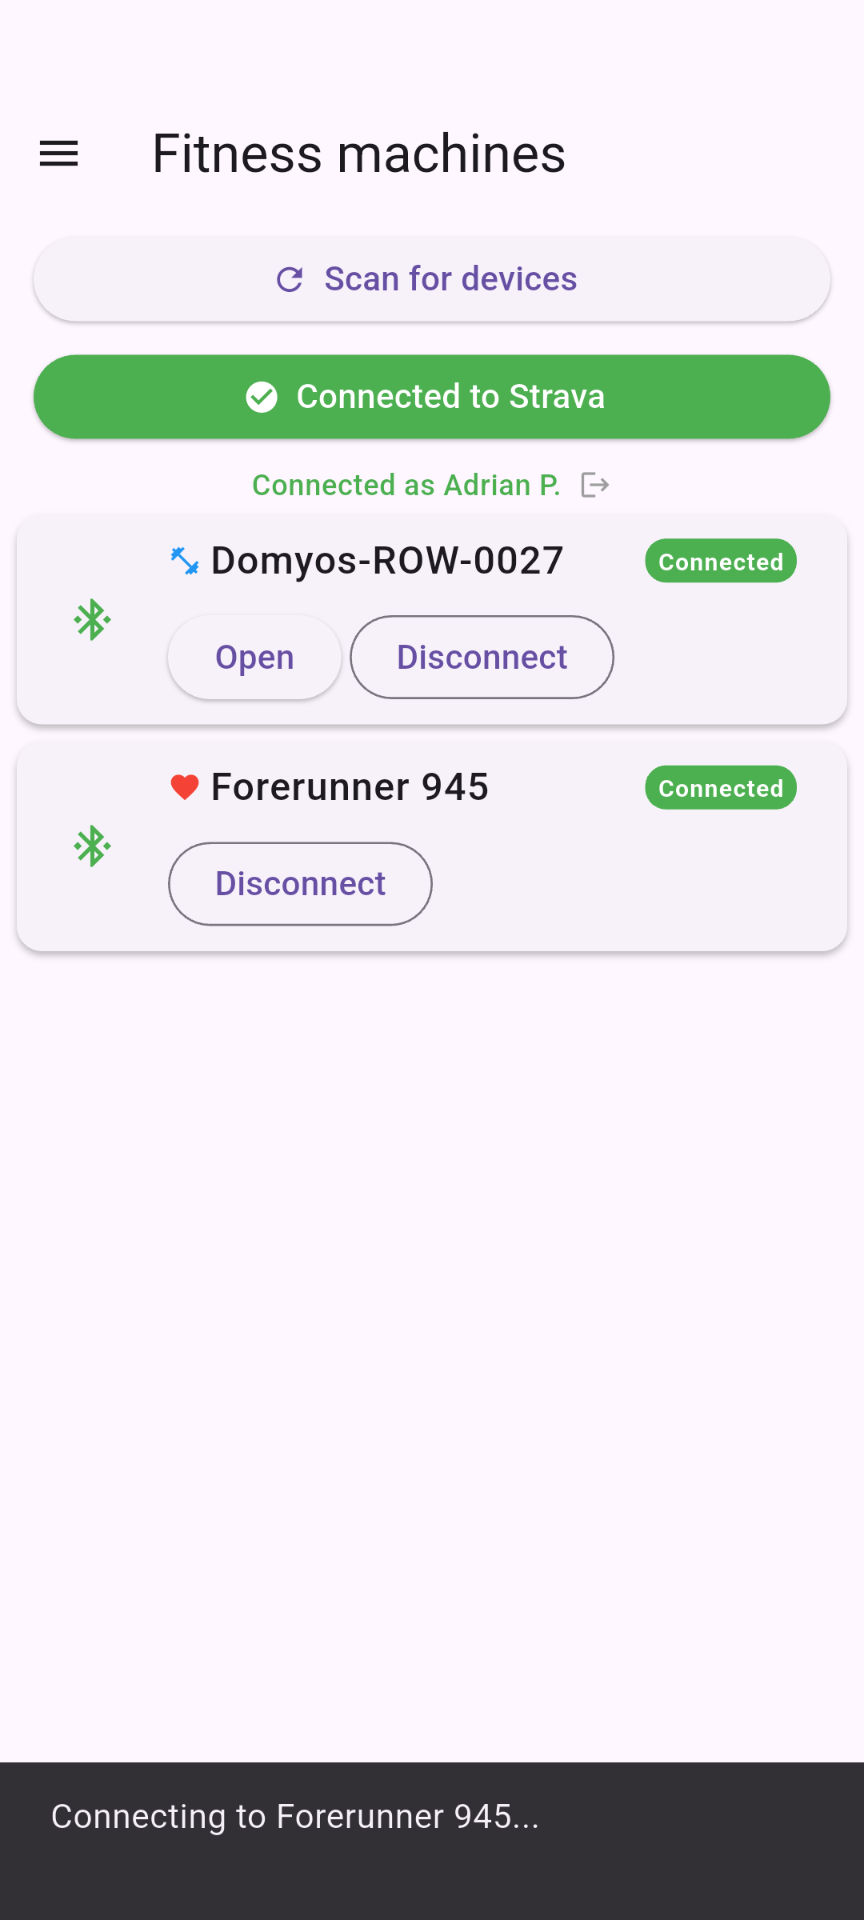 Fitness machines
Scan for devices
Connected to Strava
Connected as Adrian P.
Domyos-ROW-0027
Connected
Open
Disconnect
Forerunner 945
Connected
Disconnect
Connecting to Forerunner 945...